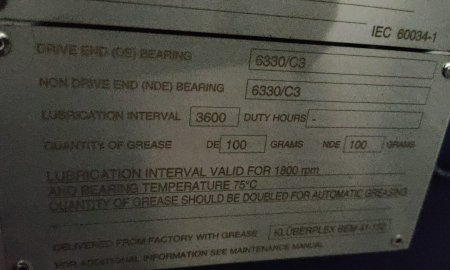 IEC 60034-1
DRIVE END (DE) BEARING 6330/C3
NON DRIVE END (NDE) BEARING 6330/C3
LUBRICATION INTERVAL 3600 DUTY HOURS -
QUANTITY OF GREASE DE 100 GRAMS NDE 100 GRAMS
LUBRICATION INTERVAL VALID FOR 1800 rpm
AND BEARING TEMPERATURE 75°C
QUANTITY OF GREASE SHOULD BE DOUBLED FOR AUTOMATIC GREASING
DELIVERED FROM FACTORY WITH GREASE KLÜBERPLEX BEM 41-132
FOR ADDITIONAL INFORMATION SEE MAINTENANCE MANUAL